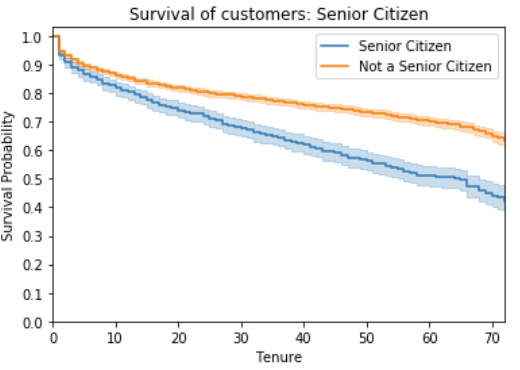 Survival of customers: Senior Citizen
Senior Citizen
Not a Senior Citizen
Survival Probability
1.0
0.9
0.8
0.7
0.6
0.5
0.4
0.3
0.2
0.1
0.0
0 10 20 30 40 50 60 70
Tenure